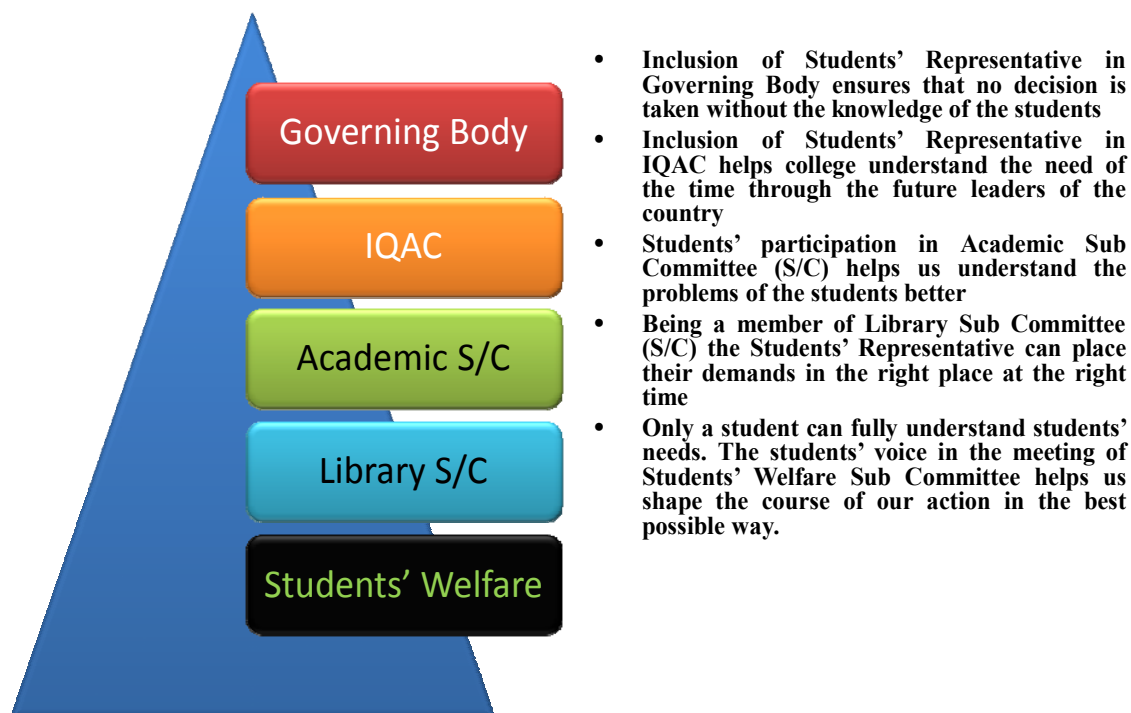 Governing Body
IQAC
Academic S/C
Library S/C
Students’ Welfare
• Inclusion of Students’ Representative in
Governing Body ensures that no decision is
taken without the knowledge of the students
• Inclusion of Students’ Representative in
IQAC helps college understand the need of
the time through the future leaders of the
country
• Students’ participation in Academic Sub
Committee (S/C) helps us understand the
problems of the students better
• Being a member of Library Sub Committee
(S/C) the Students’ Representative can place
their demands in the right place at the right
time
• Only a student can fully understand students’
needs. The students’ voice in the meeting of
Students’ Welfare Sub Committee helps us
shape the course of our action in the best
possible way.